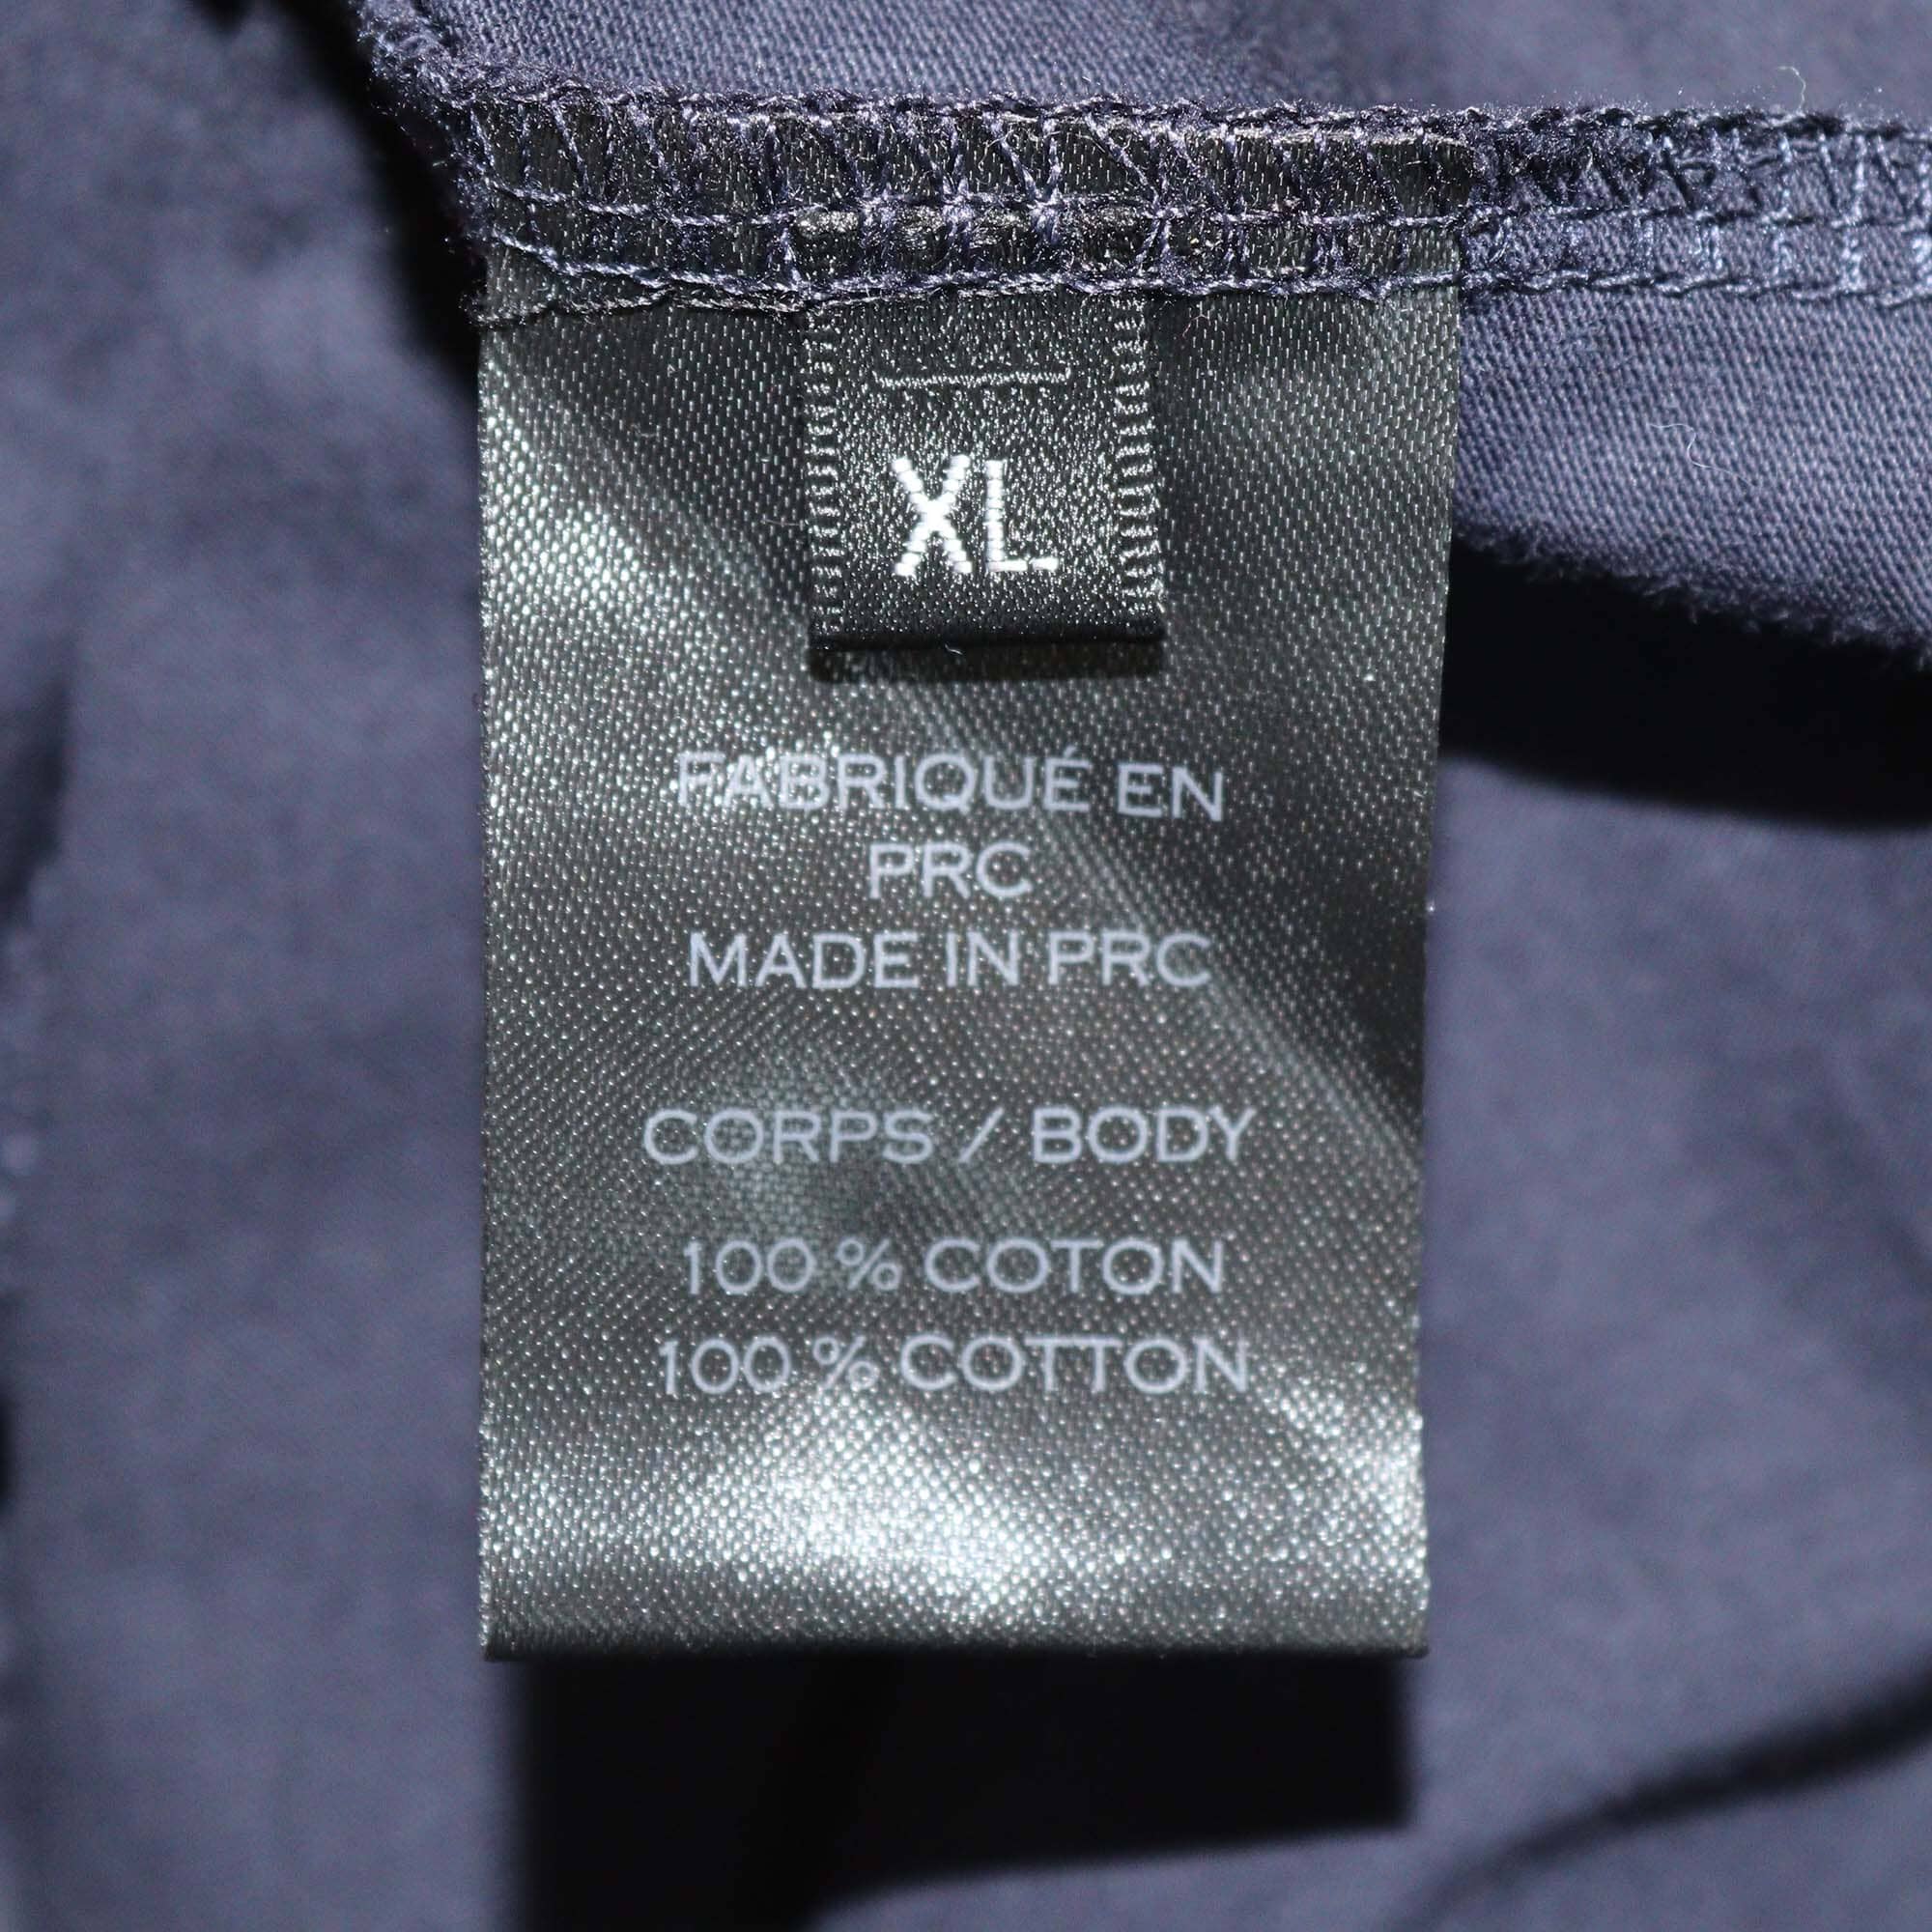 XL
FABRIQUÉ EN
PRC
MADE IN PRC
CORPS / BODY
100 % COTON
100 % COTTON